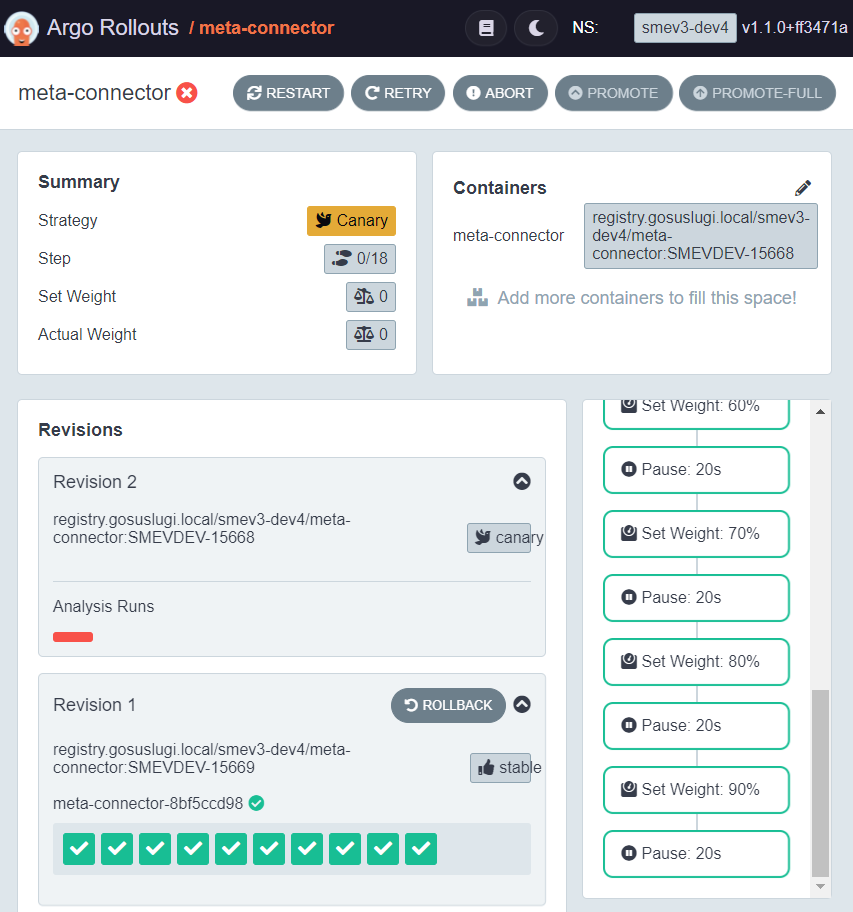 Argo Rollouts / meta-connector
NS:
smev3-dev4
v1.1.0+ff3471a
meta-connector
RESTART
RETRY
ABORT
PROMOTE
PROMOTE-FULL
Summary
Strategy
Canary
Step
0/18
Set Weight
0
Actual Weight
0
Containers
meta-connector
registry.gosuslugi.local/smev3-
dev4/meta-
connector:SMEVDEV-15668
Add more containers to fill this space!
Revisions
Revision 2
registry.gosuslugi.local/smev3-dev4/meta-
connector:SMEVDEV-15668
canary
Analysis Runs
Revision 1
ROLLBACK
registry.gosuslugi.local/smev3-dev4/meta-
connector:SMEVDEV-15669
stable
meta-connector-8bf5ccd98
Set Weight: 60%
Pause: 20s
Set Weight: 70%
Pause: 20s
Set Weight: 80%
Pause: 20s
Set Weight: 90%
Pause: 20s